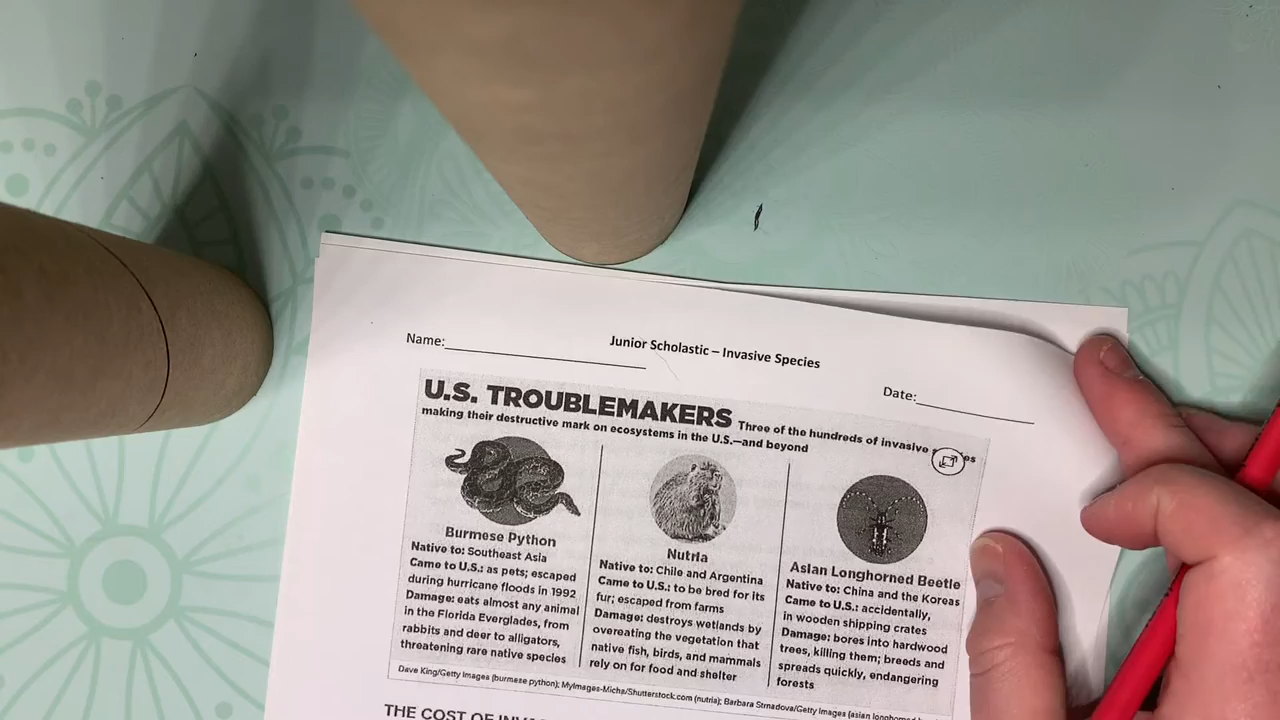 Junior Scholastic – Invasive Species
Name:
Date:
U.S. TROUBLEMAKERS Three of the hundreds of invasive
making their destructive mark on ecosystems in the U.S.—and beyond
Burmese Python
Native to: Southeast Asia
Came to U.S.: as pets; escaped
during hurricane floods in 1992
Damage: eats almost any animal
in the Florida Everglades, from
rabbits and deer to alligators,
threatening rare native species
Nutria
Native to: Chile and Argentina
Came to U.S.: to be bred for its
fur; escaped from farms
Damage: destroys wetlands by
overeating the vegetation that
native fish, birds, and mammals
rely on for food and shelter
Asian Longhorned Beetle
Native to: China and the Koreas
Came to U.S.: accidentally,
in wooden shipping crates
Damage: bores into hardwood
trees, killing them; breeds and
spreads quickly, endangering
forests
Dave King/Getty Images (burmese python); MyImages-Micha/Shutterstock.com (nutria); Barbara Strnadova/Getty Images (asian longhorned
THE COST OF